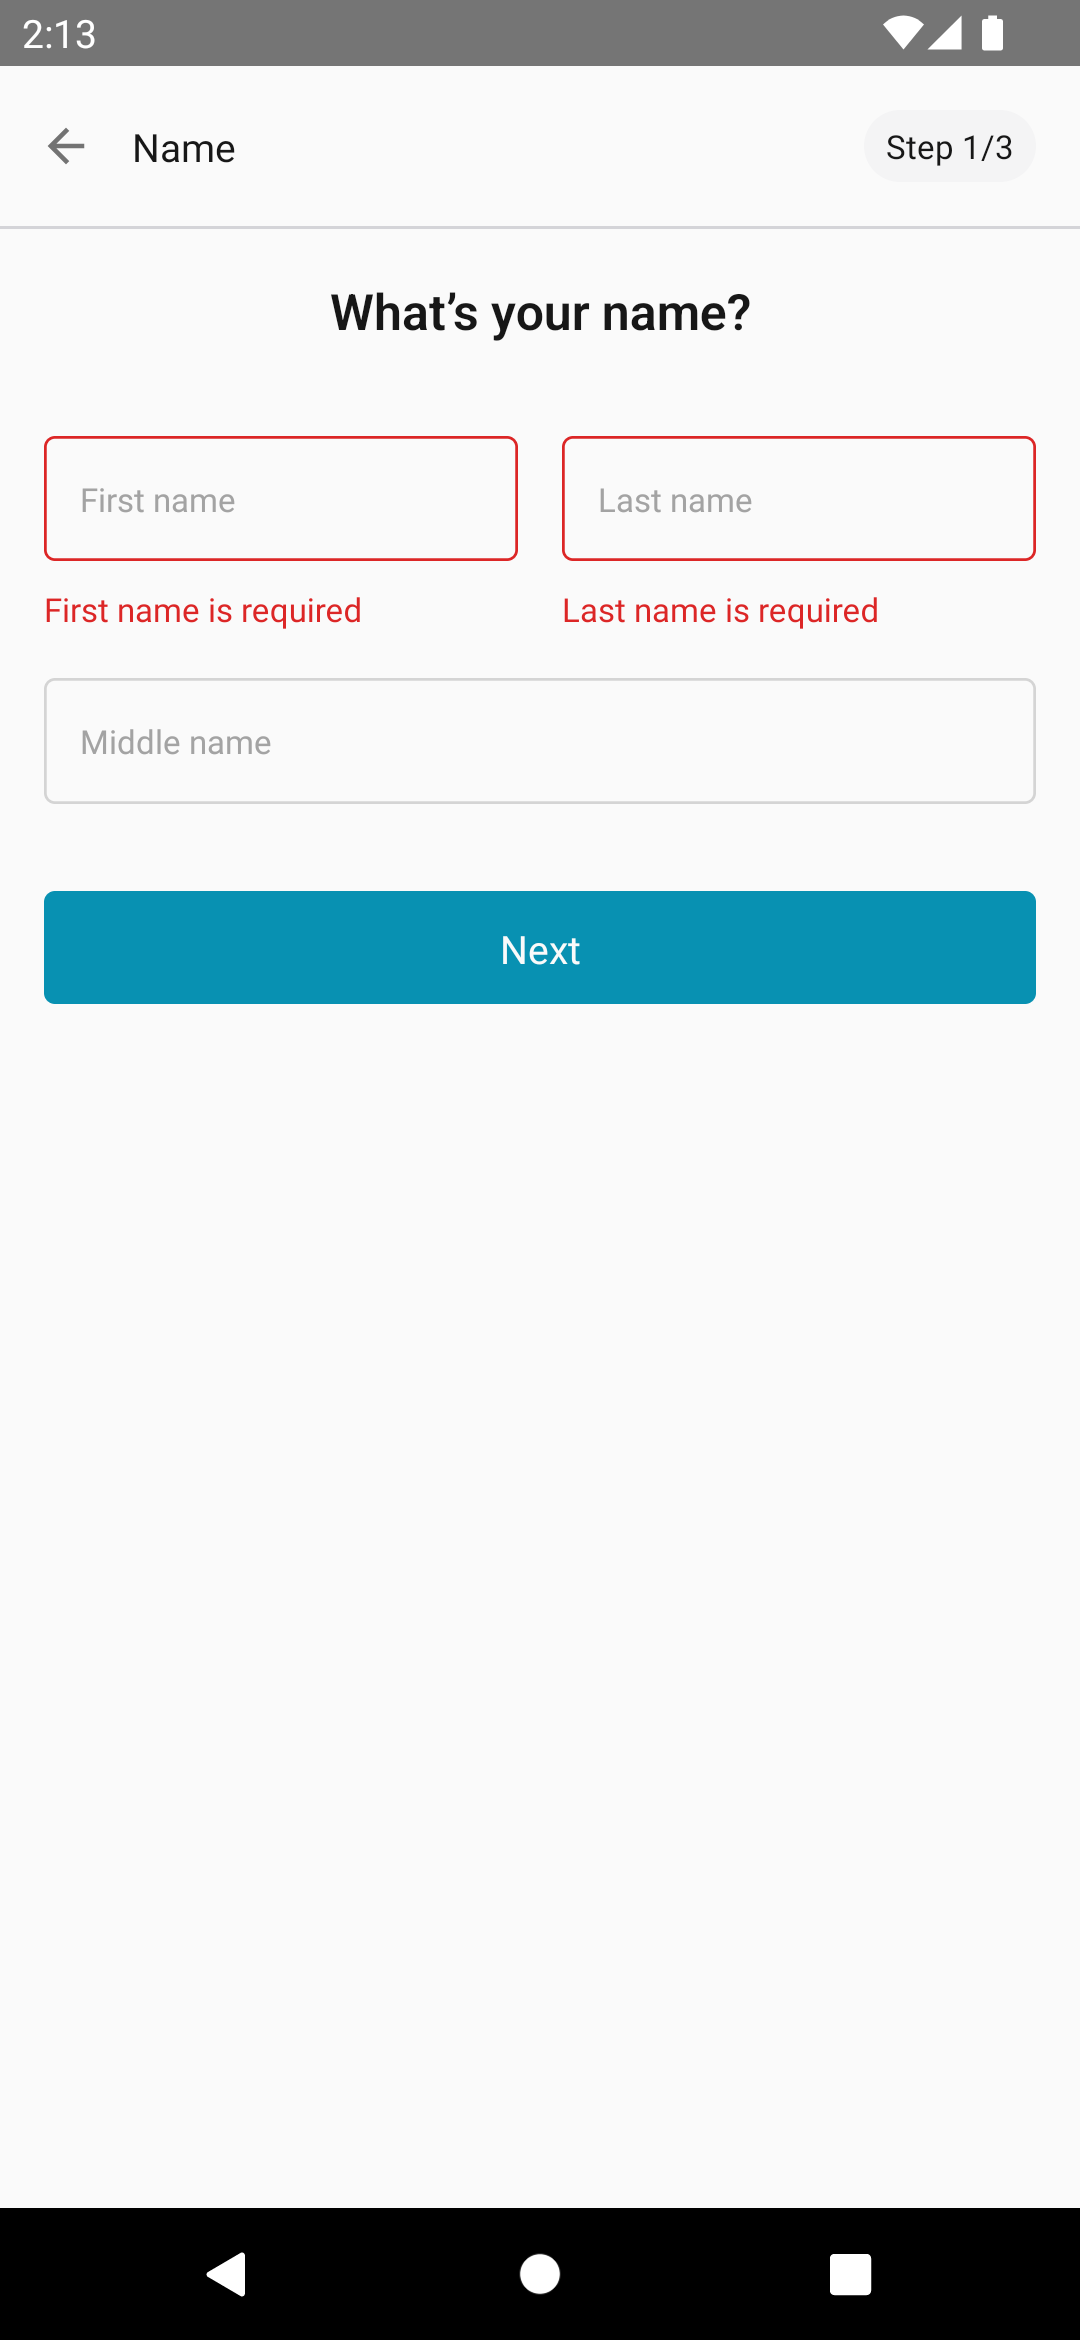 2:13
Name
Step 1/3
What’s your name?
First name
Last name
First name is required
Last name is required
Middle name
Next